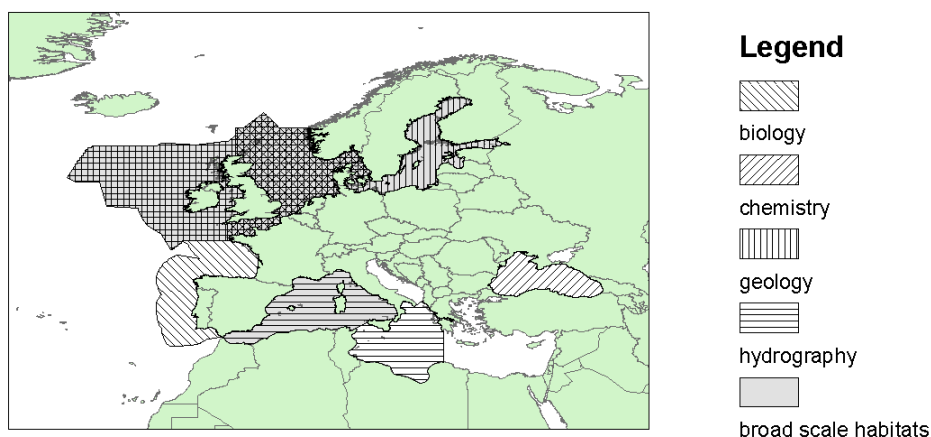 Legend
biology
chemistry
geology
hydrography
broad scale habitats